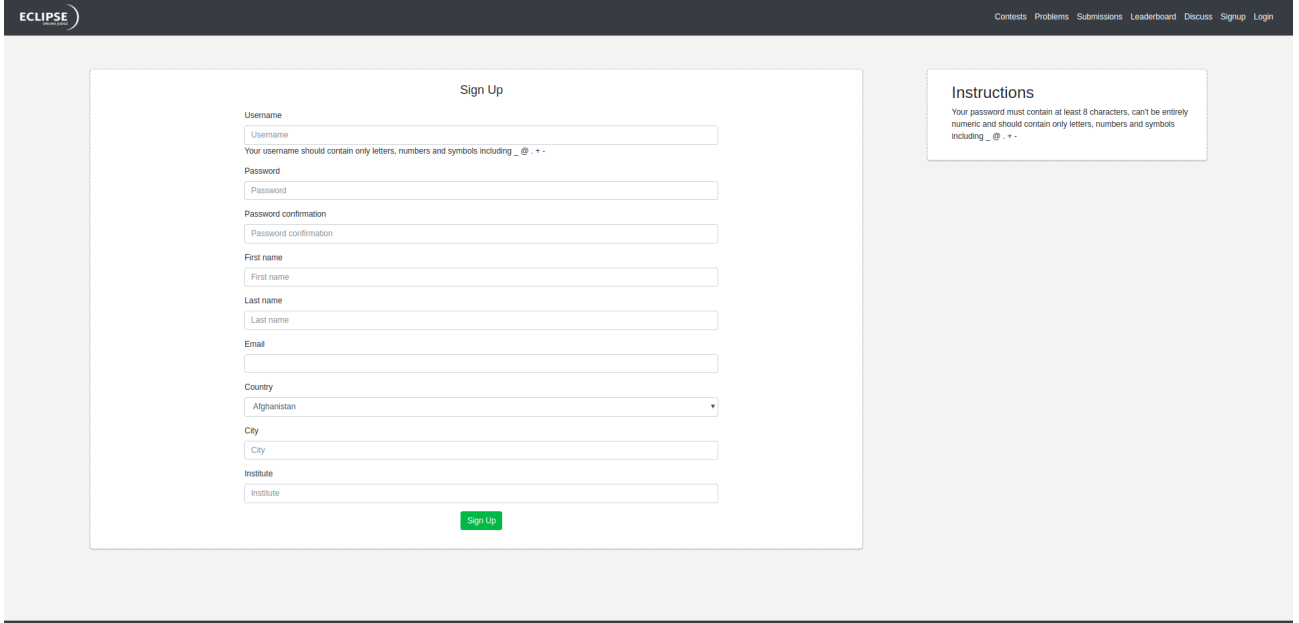 ECLIPSE
Contests Problems Submissions Leaderboard Discuss Signup Login
Sign Up
Username
Username
Your username should contain only letters, numbers and symbols including _ @ . + -
Password
Password
Password confirmation
Password confirmation
First name
First name
Last name
Last name
Email
Country
Afghanistan
City
City
Institute
Institute
Sign Up
Instructions
Your password must contain at least 8 characters, can't be entirely
numeric and should contain only letters, numbers and symbols
including _ @ . + -